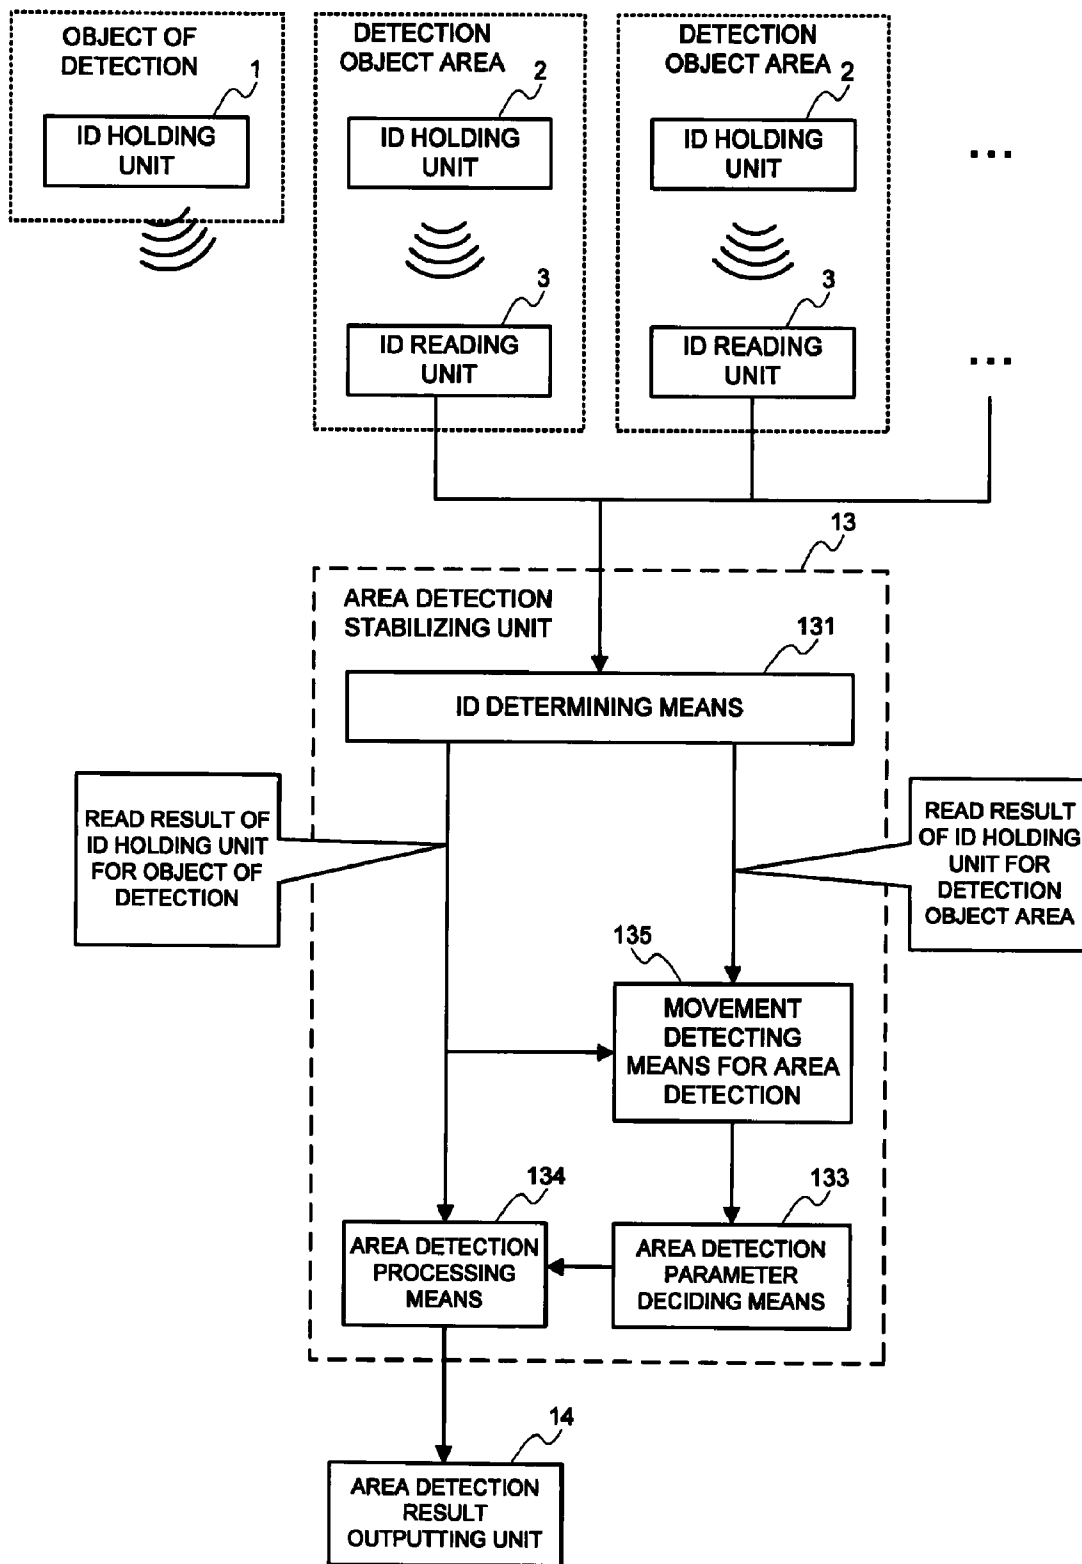 OBJECT OF
DETECTION
1
ID HOLDING
UNIT
DETECTION
OBJECT AREA
2
ID HOLDING
UNIT
3
ID READING
UNIT
DETECTION
OBJECT AREA
2
ID HOLDING
UNIT
3
ID READING
UNIT
...
...
13
AREA DETECTION
STABILIZING UNIT
131
ID DETERMINING MEANS
READ RESULT OF
ID HOLDING UNIT
FOR OBJECT OF
DETECTION
READ RESULT
OF ID HOLDING
UNIT FOR
DETECTION
OBJECT AREA
135
MOVEMENT
DETECTING
MEANS FOR AREA
DETECTION
134
AREA DETECTION
PROCESSING
MEANS
133
AREA DETECTION
PARAMETER
DECIDING MEANS
14
AREA DETECTION
RESULT
OUTPUTTING UNIT